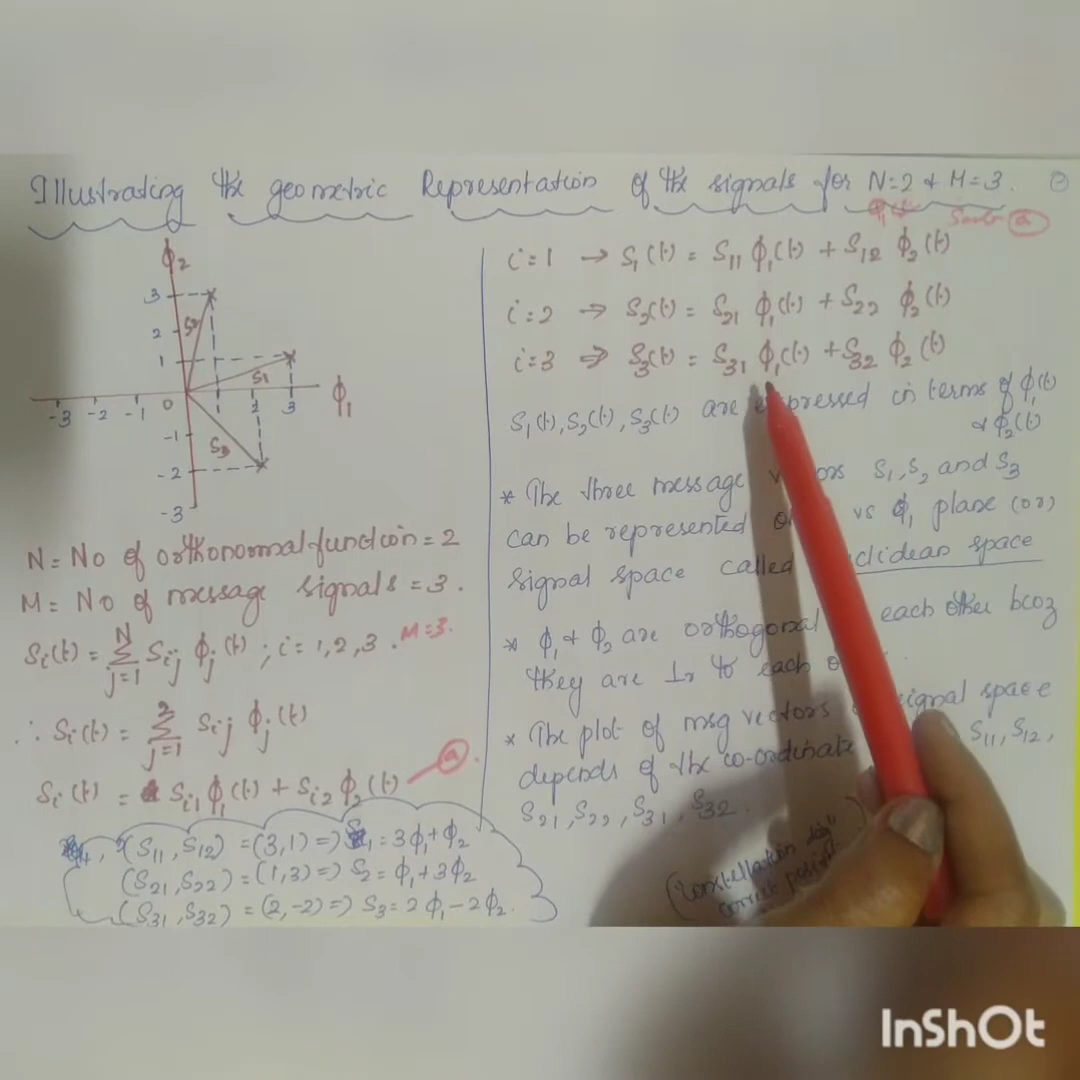 Illustrating the geometric Representation of the signals for N=2 & M=3.
Sub a
ϕ2
3
2
1
-3 -2 -1 0 1 2 3 ϕ1
-1
-2
-3
S2
S1
S3
N = No of orthonormal function = 2
M = No of message signals = 3.
Si(t) = N Σ j=1 Sij ϕj(t) ; i = 1,2,3. M=3.
∴ Si(t) = 2 Σ j=1 Sij ϕj(t)
Si(t) = Si1 ϕ1(t) + Si2 ϕ2(t) a.
(S11, S12) = (3,1) => S1 = 3ϕ1 + ϕ2
(S21, S22) = (1,3) => S2 = ϕ1 + 3ϕ2
(S31, S32) = (2,-2) => S3 = 2ϕ1 - 2ϕ2.
i=1 → S1(t) = S11 ϕ1(t) + S12 ϕ2(t)
i=2 → S2(t) = S21 ϕ1(t) + S22 ϕ2(t)
i=3 ⇒ S3(t) = S31 ϕ1(t) + S32 ϕ2(t)
S1(t), S2(t), S3(t) are expressed in terms of ϕ1(t)
& ϕ2(t)
* The three message S1, S2 and S3
can be represented vs ϕ1 plane (or)
signal space called space
* ϕ1 & ϕ2 are orthogonal each other bcoz
they are ⊥r to each
* The plot of msg vectors signal space
depends of the co-ordinate S11, S12,
S21, S22, S31, S32.
("constellation
correct
InShOt